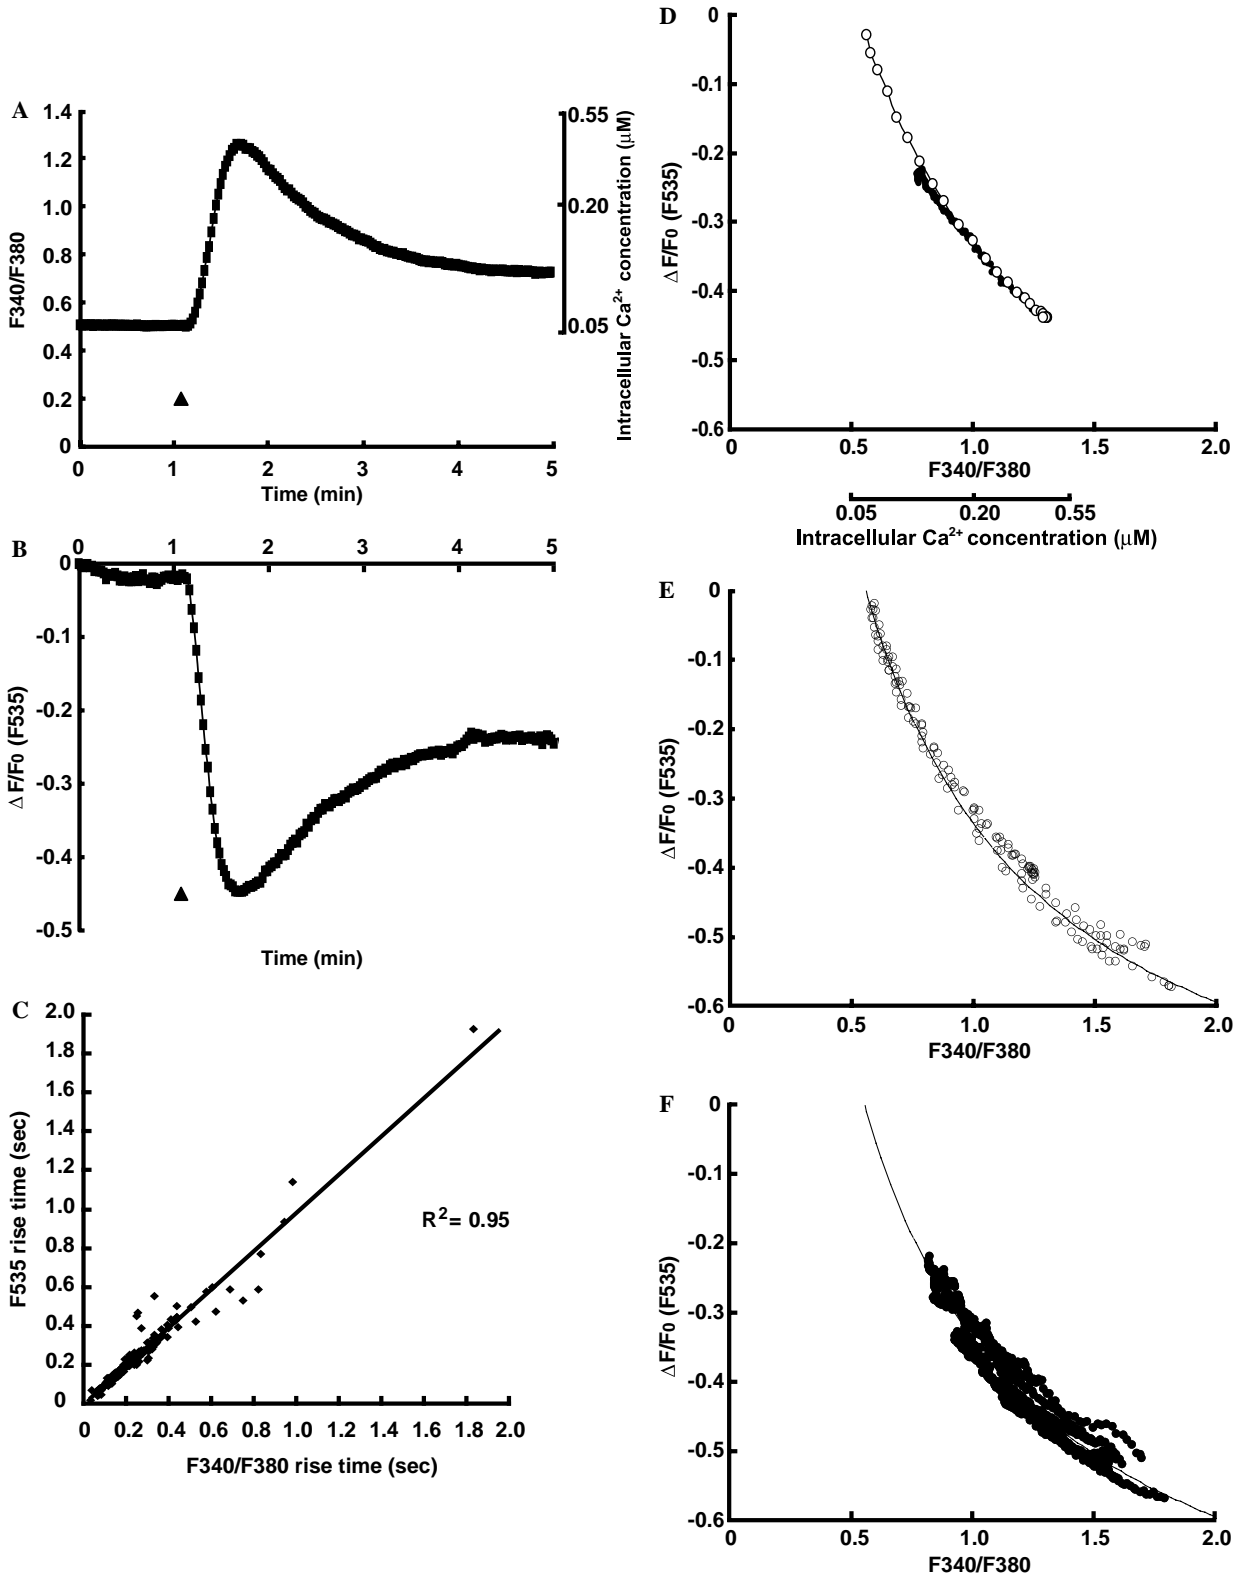 A
1.4
1.2
1.0
0.8
0.6
0.4
0.2
0
F340/F380
0.55
0.20
0.05
Intracellular Ca2+ concentration (μM)
0 1 2 3 4 5
Time (min)
B
0 1 2 3 4 5
0
-0.1
-0.2
-0.3
-0.4
-0.5
Δ F/F0 (F535)
Time (min)
C
2.0
1.8
1.6
1.4
1.2
1.0
0.8
0.6
0.4
0.2
0
F535 rise time (sec)
R2= 0.95
0 0.2 0.4 0.6 0.8 1.0 1.2 1.4 1.6 1.8 2.0
F340/F380 rise time (sec)
D
0
-0.1
-0.2
-0.3
-0.4
-0.5
-0.6
Δ F/F0 (F535)
0 0.5 1.0 1.5 2.0
F340/F380
0.05 0.20 0.55
Intracellular Ca2+ concentration (μM)
E
0
-0.1
-0.2
-0.3
-0.4
-0.5
-0.6
Δ F/F0 (F535)
0 0.5 1.0 1.5 2.0
F340/F380
F
0
-0.1
-0.2
-0.3
-0.4
-0.5
-0.6
Δ F/F0 (F535)
0 0.5 1.0 1.5 2.0
F340/F380